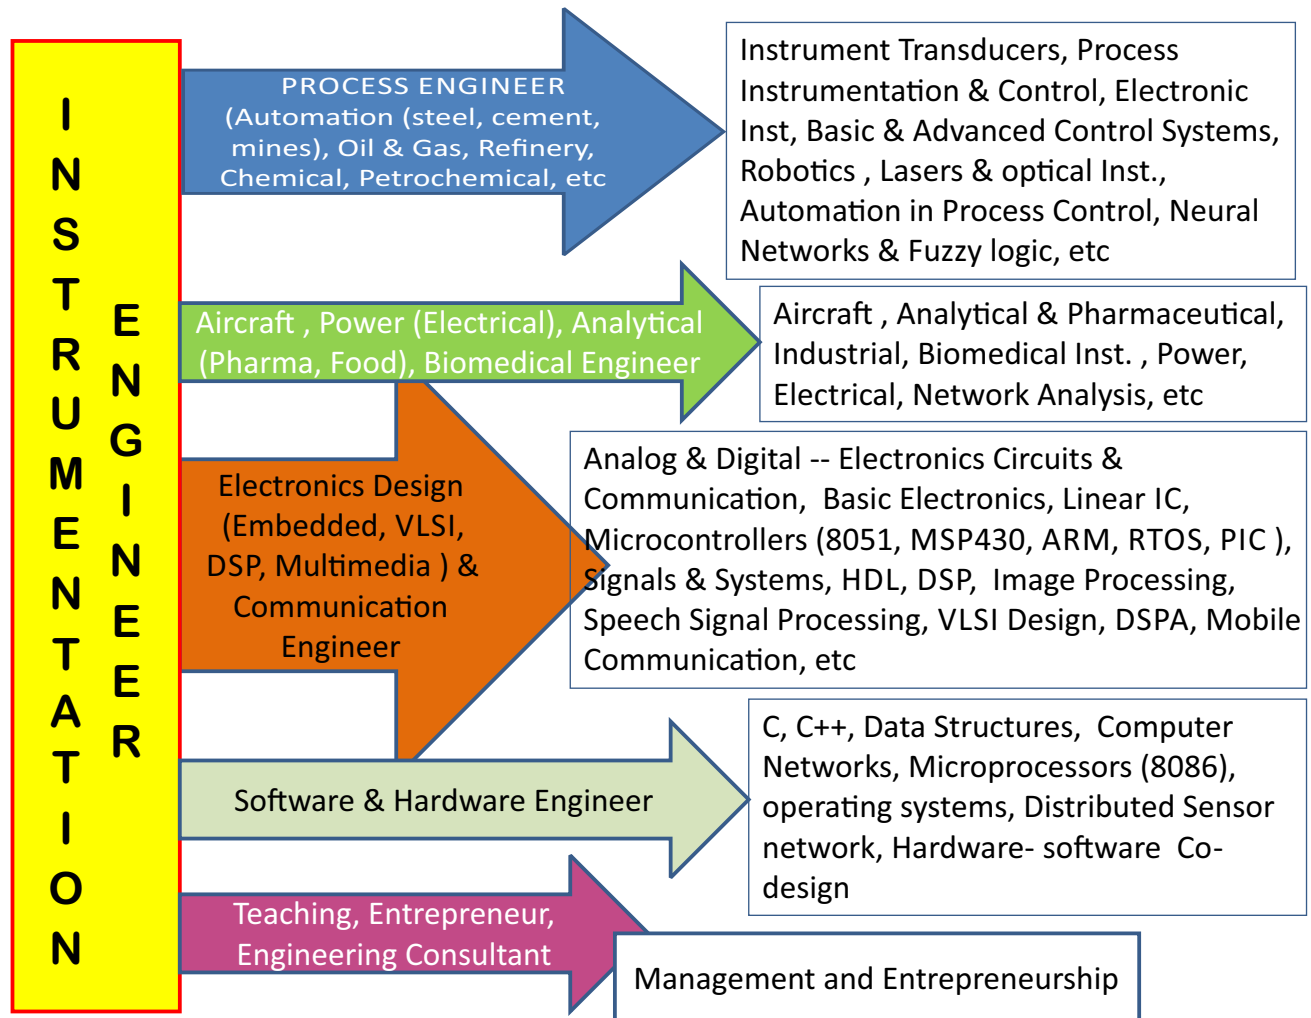 INSTRUMENTATION
ENGINEER
PROCESS ENGINEER
(Automation (steel, cement,
mines), Oil & Gas, Refinery,
Chemical, Petrochemical, etc
Instrument Transducers, Process
Instrumentation & Control, Electronic
Inst, Basic & Advanced Control Systems,
Robotics , Lasers & optical Inst.,
Automation in Process Control, Neural
Networks & Fuzzy logic, etc
Aircraft , Power (Electrical), Analytical
(Pharma, Food), Biomedical Engineer
Aircraft , Analytical & Pharmaceutical,
Industrial, Biomedical Inst. , Power,
Electrical, Network Analysis, etc
Electronics Design
(Embedded, VLSI,
DSP, Multimedia ) &
Communication
Engineer
Analog & Digital -- Electronics Circuits &
Communication, Basic Electronics, Linear IC,
Microcontrollers (8051, MSP430, ARM, RTOS, PIC ),
Signals & Systems, HDL, DSP, Image Processing,
Speech Signal Processing, VLSI Design, DSPA, Mobile
Communication, etc
Software & Hardware Engineer
C, C++, Data Structures, Computer
Networks, Microprocessors (8086),
operating systems, Distributed Sensor
network, Hardware- software Co-
design
Teaching, Entrepreneur,
Engineering Consultant
Management and Entrepreneurship